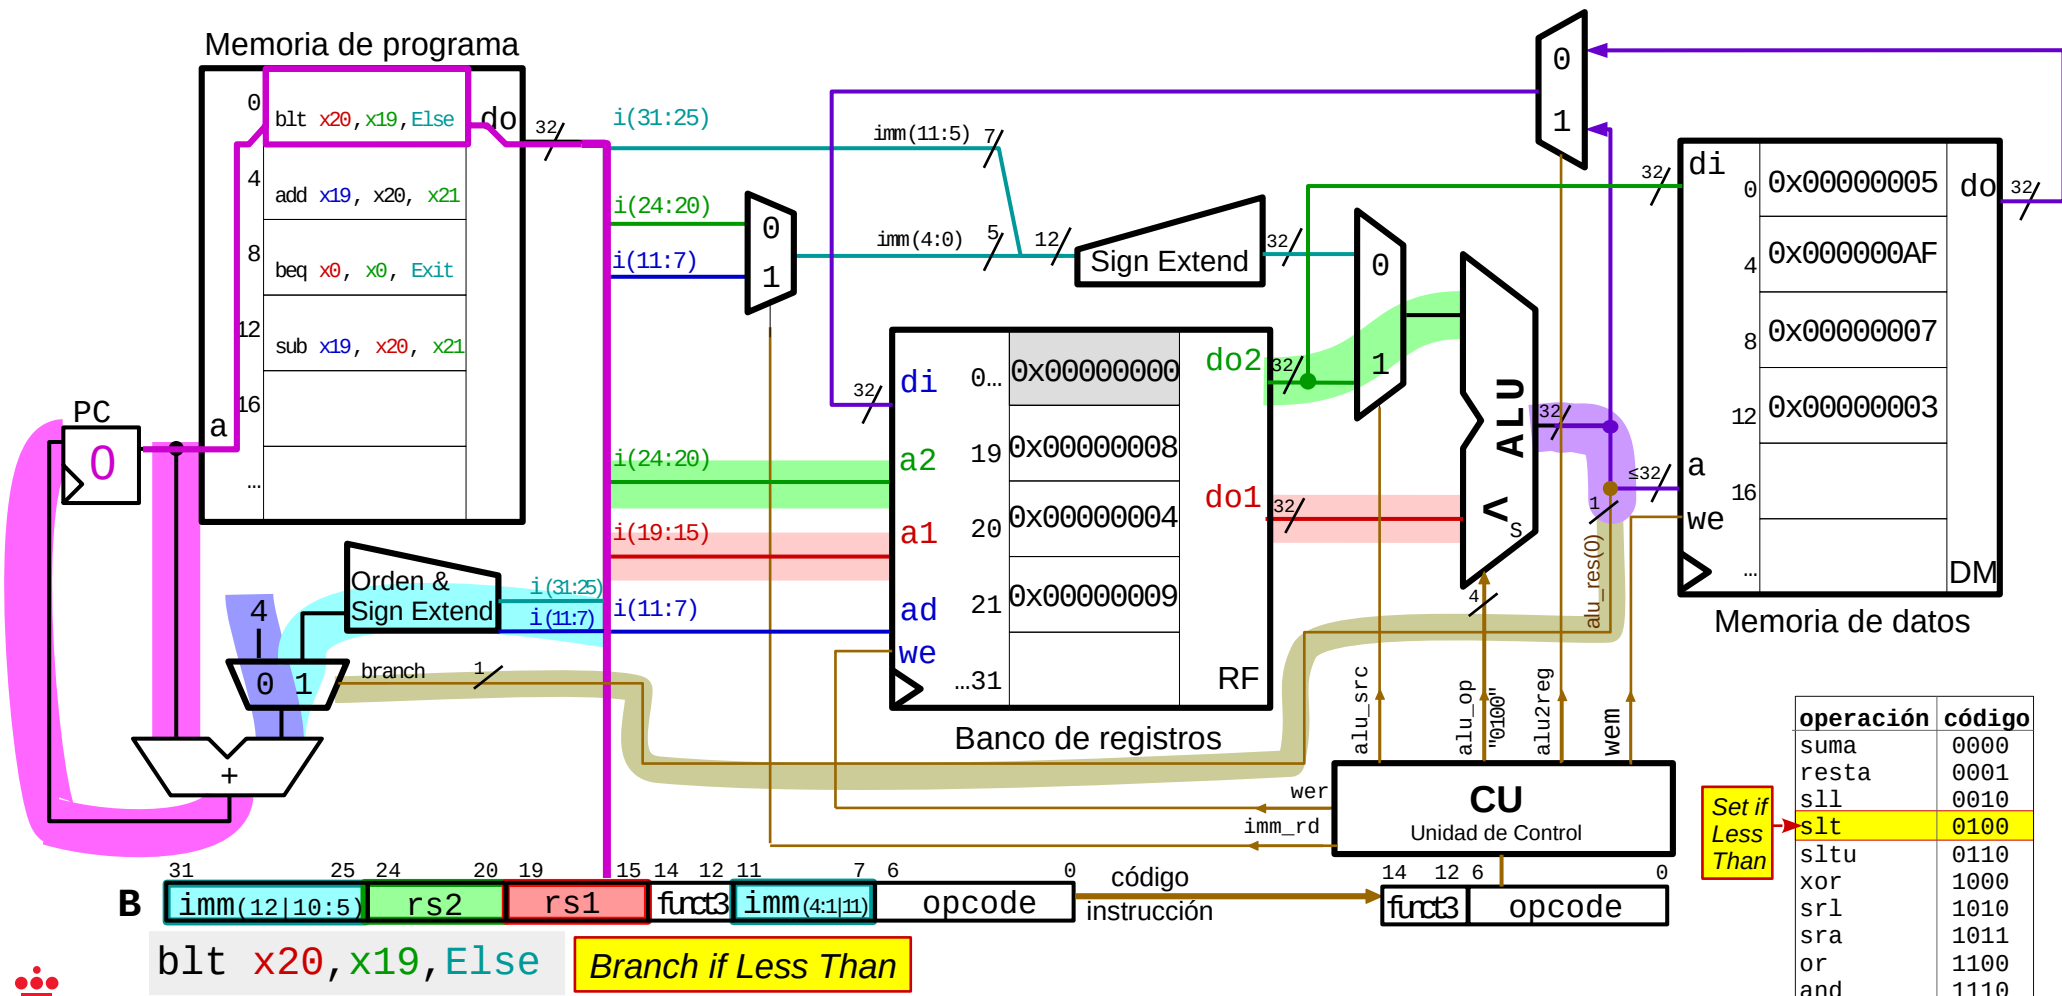 Memoria de programa
0
blt x20,x19,Else
do
32
4
add x19, x20, x21
8
beq x0, x0, Exit
12
sub x19, x20, x21
16
a
...
PC
0
i(31:25)
imm(11:5)
7
i(24:20)
i(11:7)
0
1
imm(4:0)
5
12
Sign Extend
32
0
1
0
1
di
32
0
0x00000005
do
32
4
0x000000AF
8
0x00000007
12
0x00000003
a
≤32
16
we
...
DM
Memoria de datos
di
32
0...
0x00000000
do2
32
i(24:20)
a2
19
0x00000008
i(19:15)
a1
20
0x00000004
do1
32
i(11:7)
ad
21
0x00000009
we
...31
RF
Banco de registros
ALU
<
S
32
1
alu_res(0)
4
Orden &
Sign Extend
i(31:25)
i(11:7)
4
0 1
branch
1
+
alu_src
alu_op
"0100"
alu2reg
wem
wer
imm_rd
CU
Unidad de Control
operación código
suma 0000
resta 0001
sll 0010
slt 0100
sltu 0110
xor 1000
srl 1010
sra 1011
or 1100
and 1110
Set if
Less
Than
31 25 24 20 19 15 14 12 11 7 6 0
B imm(12|10:5) rs2 rs1 funct3 imm(4:1|11) opcode
código
instrucción
14 12 6 0
funct3 opcode
blt x20,x19,Else
Branch if Less Than